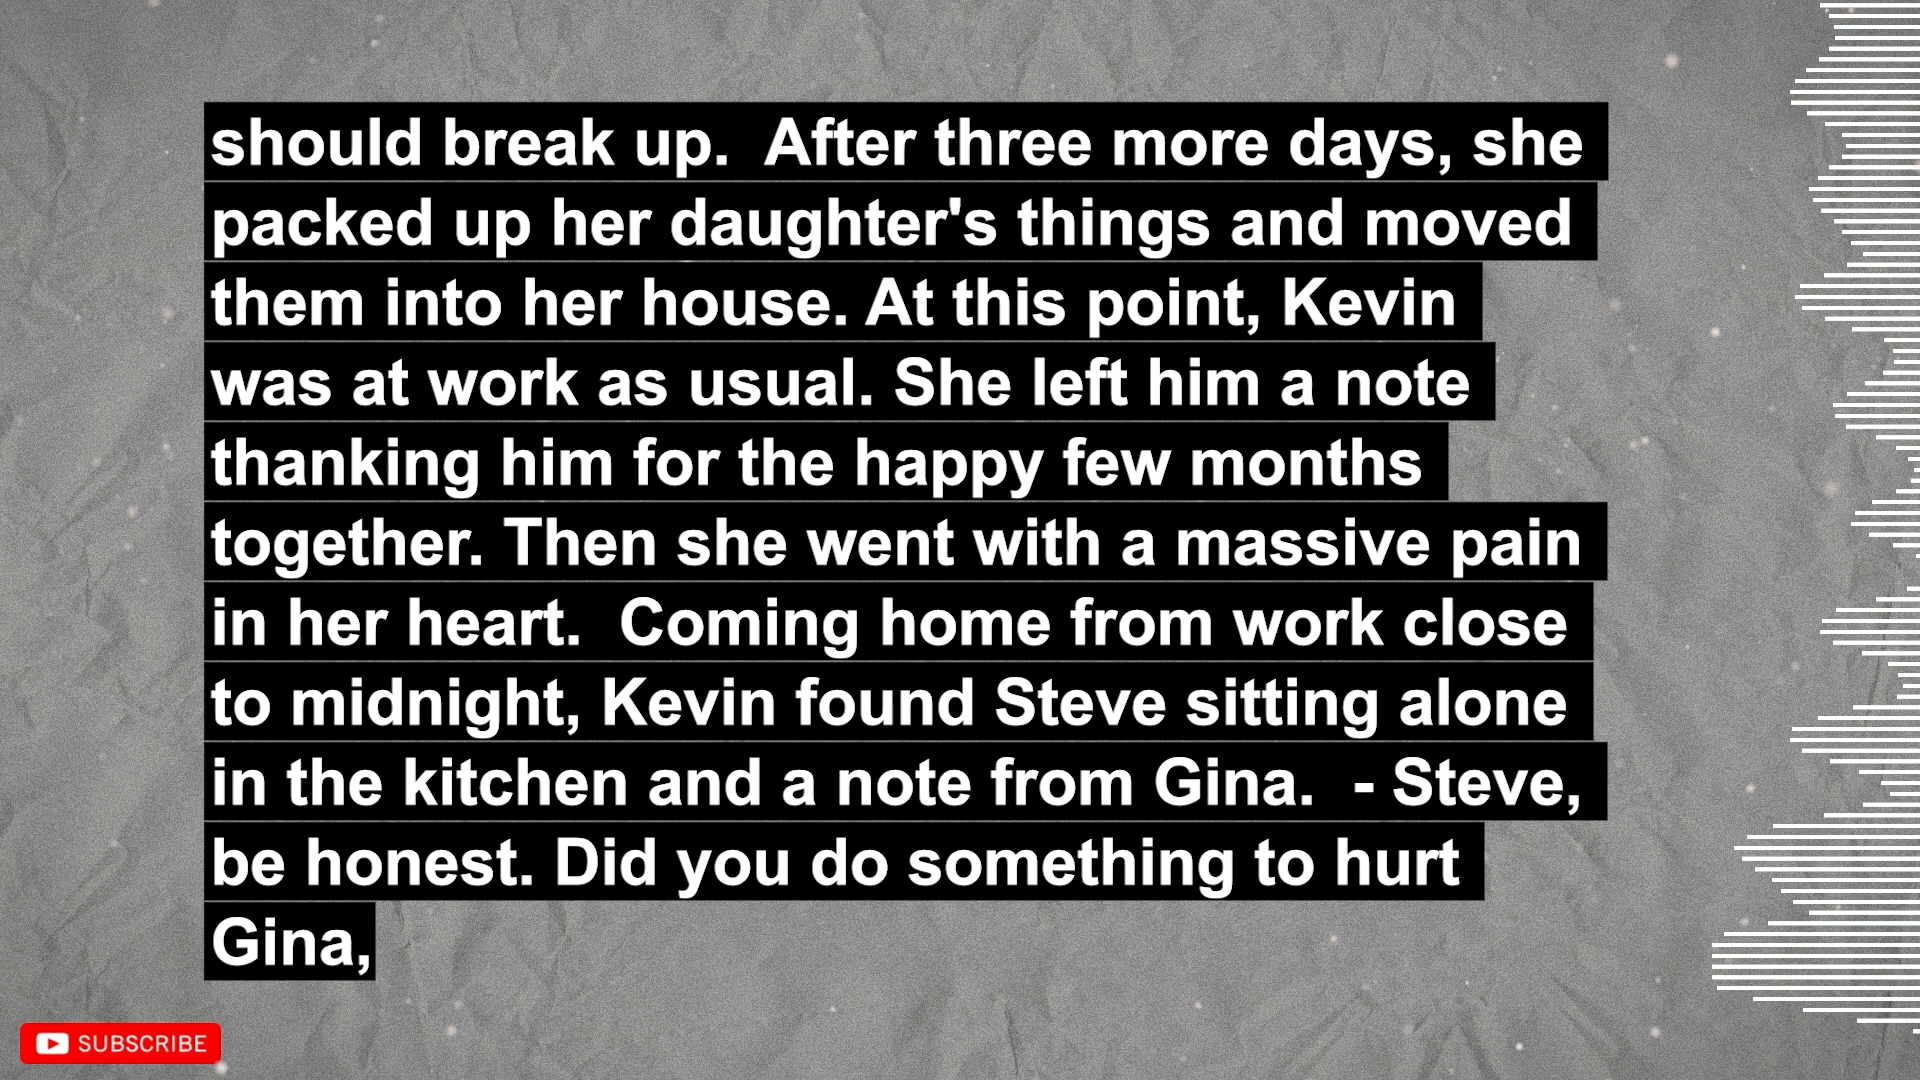 should break up.  After three more days, she
packed up her daughter's things and moved
them into her house. At this point, Kevin
was at work as usual. She left him a note
thanking him for the happy few months
together. Then she went with a massive pain
in her heart.  Coming home from work close
to midnight, Kevin found Steve sitting alone
in the kitchen and a note from Gina.  - Steve,
be honest. Did you do something to hurt
Gina,
SUBSCRIBE